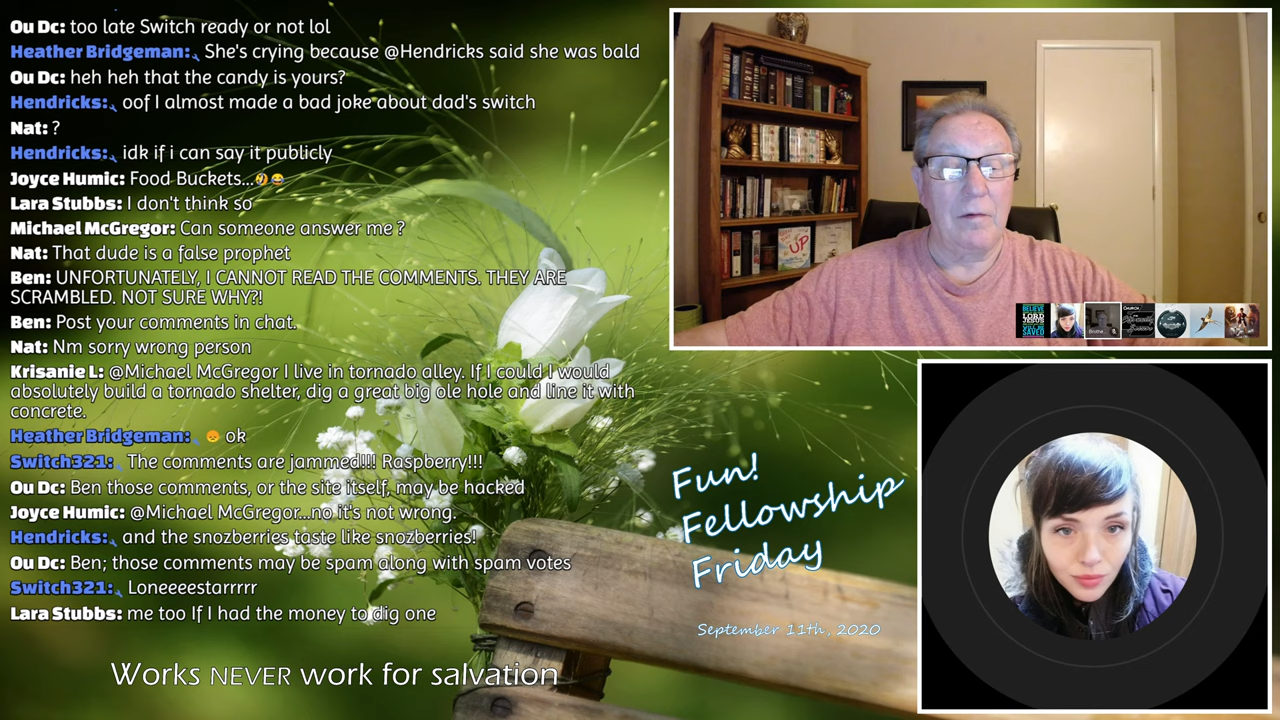 Ou Dc: too late Switch ready or not lol
Heather Bridgeman: She's crying because @Hendricks said she was bald
Ou Dc: heh heh that the candy is yours?
Hendricks: oof I almost made a bad joke about dad's switch
Nat: ?
Hendricks: idk if i can say it publicly
Joyce Humic: Food Buckets...🤣😂
Lara Stubbs: I don't think so
Michael McGregor: Can someone answer me ?
Nat: That dude is a false prophet
Ben: UNFORTUNATELY, I CANNOT READ THE COMMENTS. THEY ARE
SCRAMBLED. NOT SURE WHY?!
Ben: Post your comments in chat.
Nat: Nm sorry wrong person
Krisanie L: @Michael McGregor I live in tornado alley. If I could I would
absolutely build a tornado shelter, dig a great big ole hole and line it with
concrete.
Heather Bridgeman: 😞 ok
Switch321: The comments are jammed!!! Raspberry!!!
Ou Dc: Ben those comments, or the site itself, may be hacked
Joyce Humic: @Michael McGregor...no it's not wrong.
Hendricks: and the snozberries taste like snozberries!
Ou Dc: Ben; those comments may be spam along with spam votes
Switch321: Loneeeestarrrrr
Lara Stubbs: me too If I had the money to dig one
Works NEVER work for salvation
UP
BELIEVE
LORD
JESUS
SAVED
Brothe...
CHURCH
Fun!
Fellowship
Friday
September 11th, 2020